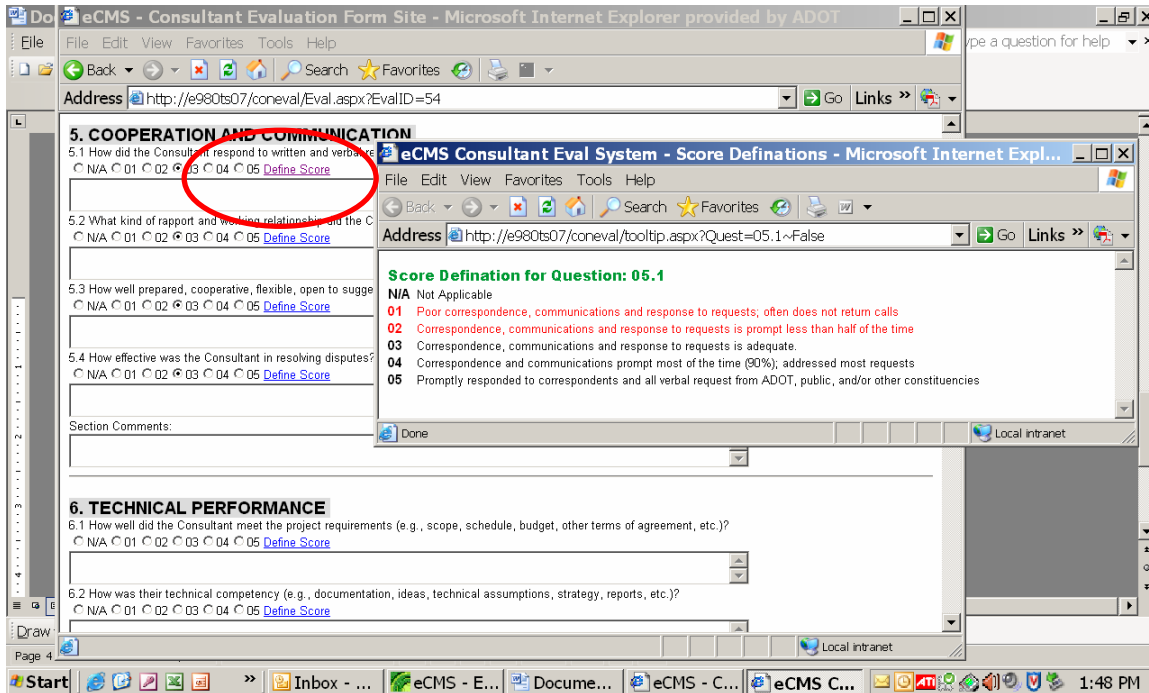 Do
eCMS - Consultant Evaluation Form Site - Microsoft Internet Explorer provided by ADOT
File
File Edit View Favorites Tools Help
ype a question for help
Back Search Favorites
Address http://e980ts07/coneval/Eval.aspx?EvalID=54 Go Links »
5. COOPERATION AND COMMUNICATION
5.1 How did the Consultant respond to written and verbal re
N/A 01 02 03 04 05 Define Score
5.2 What kind of rapport and working relationship did the C
N/A 01 02 03 04 05 Define Score
5.3 How well prepared, cooperative, flexible, open to sugge
N/A 01 02 03 04 05 Define Score
5.4 How effective was the Consultant in resolving disputes?
N/A 01 02 03 04 05 Define Score
Section Comments:
eCMS Consultant Eval System - Score Definations - Microsoft Internet Expl...
File Edit View Favorites Tools Help
Back Search Favorites
Address http://e980ts07/coneval/tooltip.aspx?Quest=05.1~False Go Links »
Score Defination for Question: 05.1
N/A Not Applicable
01 Poor correspondence, communications and response to requests; often does not return calls
02 Correspondence, communications and response to requests is prompt less than half of the time
03 Correspondence, communications and response to requests is adequate.
04 Correspondence and communications prompt most of the time (90%); addressed most requests
05 Promptly responded to correspondents and all verbal request from ADOT, public, and/or other constituencies
Done Local intranet
6. TECHNICAL PERFORMANCE
6.1 How well did the Consultant meet the project requirements (e.g., scope, schedule, budget, other terms of agreement, etc.)?
N/A 01 02 03 04 05 Define Score
6.2 How was their technical competency (e.g., documentation, ideas, technical assumptions, strategy, reports, etc.)?
N/A 01 02 03 04 05 Define Score
Draw
Local intranet
Page 4
Start » Inbox - ... eCMS - E... Docume... eCMS - C... eCMS C... 1:48 PM